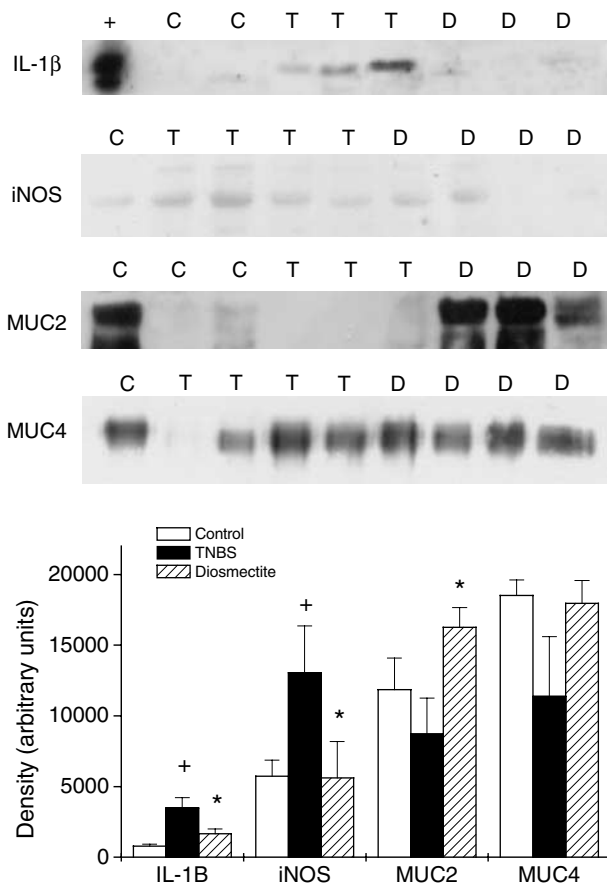 + C C T T T D D D
IL-1β
C T T T T D D D D
iNOS
C C C T T T D D D
MUC2
C T T T T D D D D
MUC4
Control
TNBS
Diosmectite
Density (arbitrary units)
20000
15000
10000
5000
0
+ * + * *
IL-1B iNOS MUC2 MUC4